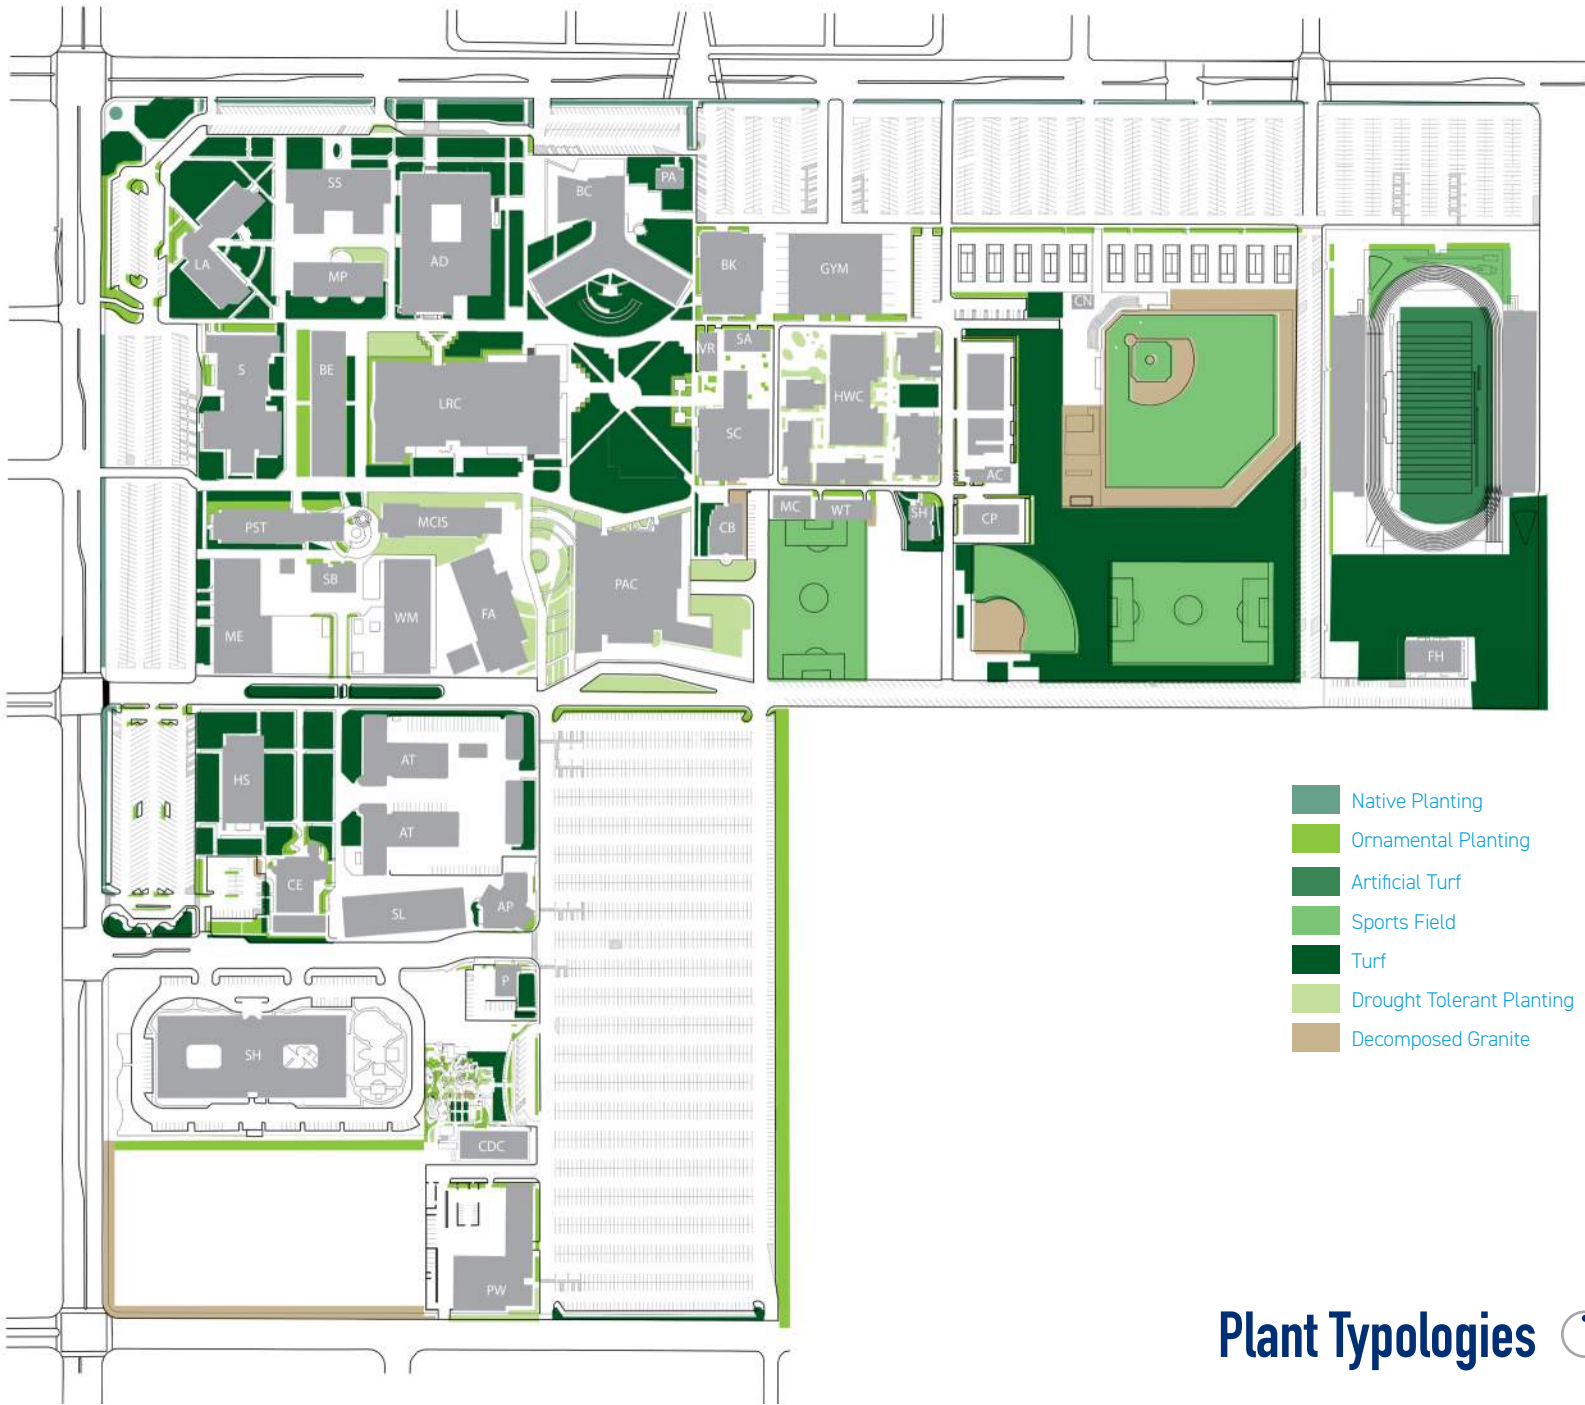 SS
PA
BC
LA
AD
MP
BK
GYM
CN
VR
SA
S
BE
LRC
HWC
SC
AC
MC
WT
SH
CP
PST
MCIS
CB
SB
PAC
ME
WM
FA
FH
AT
HS
AT
CE
SL
AP
P
SH
CDC
PW
Native Planting
Ornamental Planting
Artificial Turf
Sports Field
Turf
Drought Tolerant Planting
Decomposed Granite
Plant Typologies